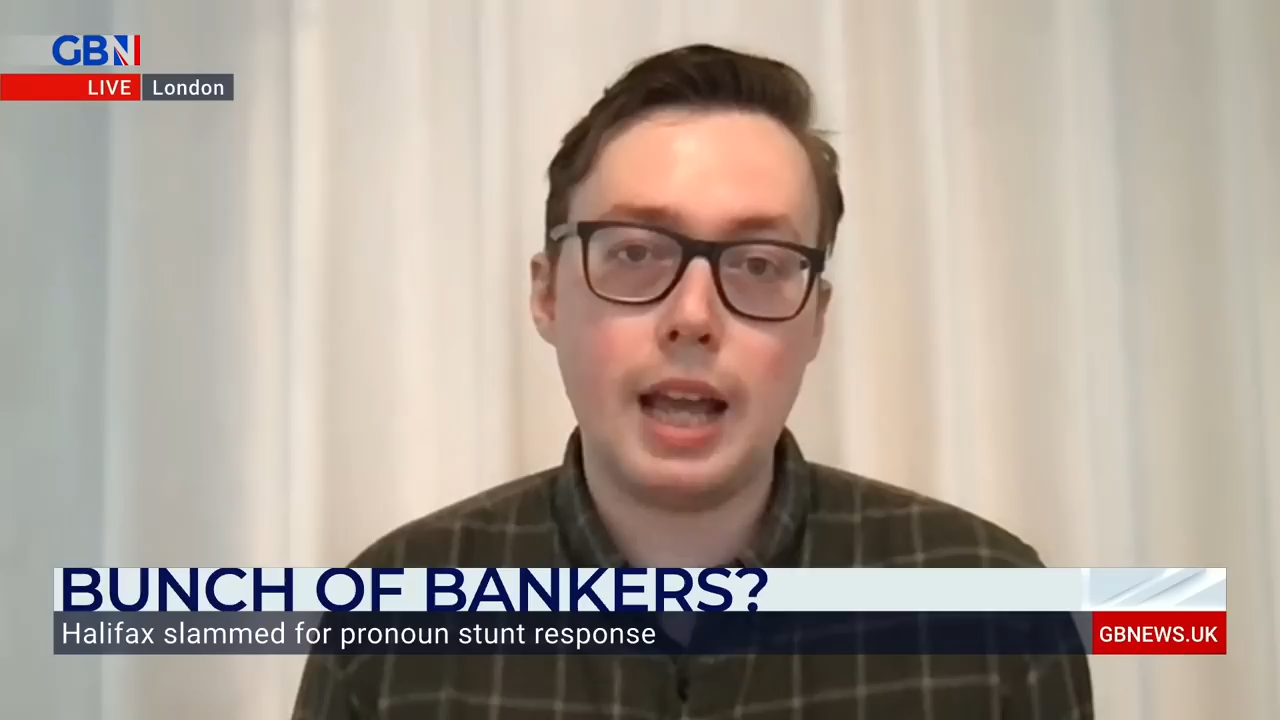 GBN
LIVE London
BUNCH OF BANKERS?
Halifax slammed for pronoun stunt response
GBNEWS.UK